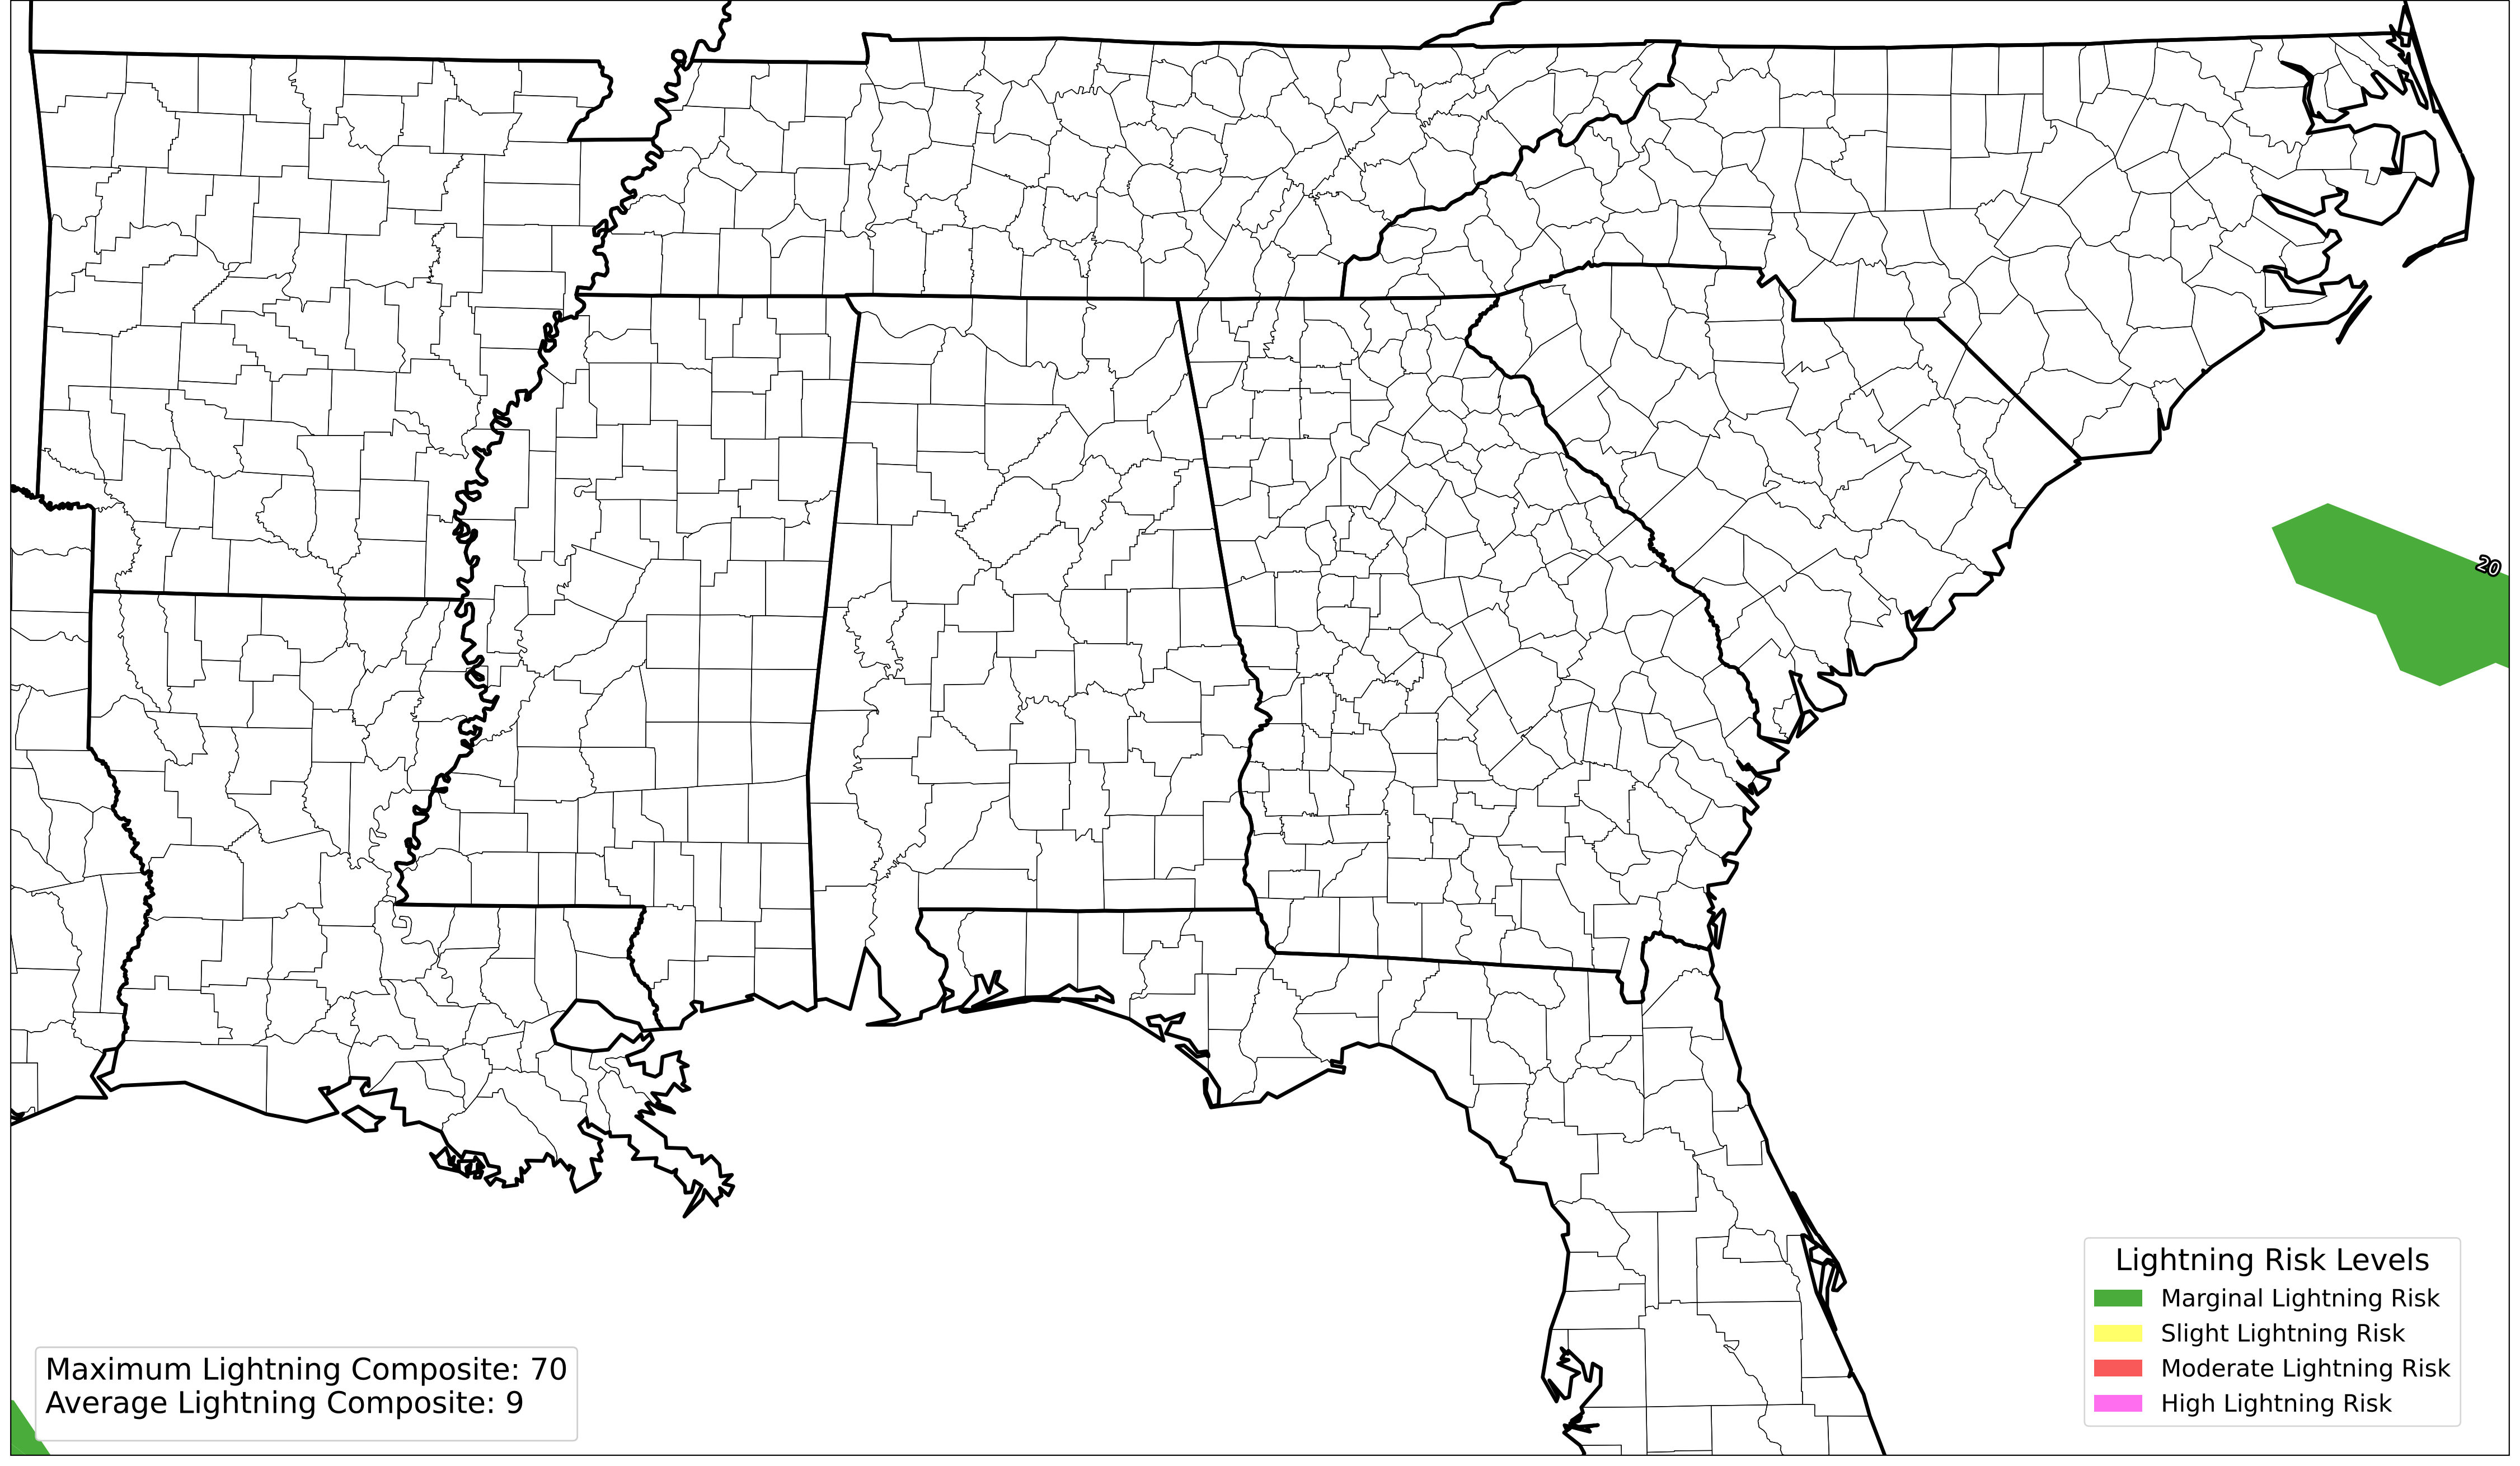 20
Lightning Risk Levels
Marginal Lightning Risk
Slight Lightning Risk
Moderate Lightning Risk
High Lightning Risk
Maximum Lightning Composite: 70
Average Lightning Composite: 9